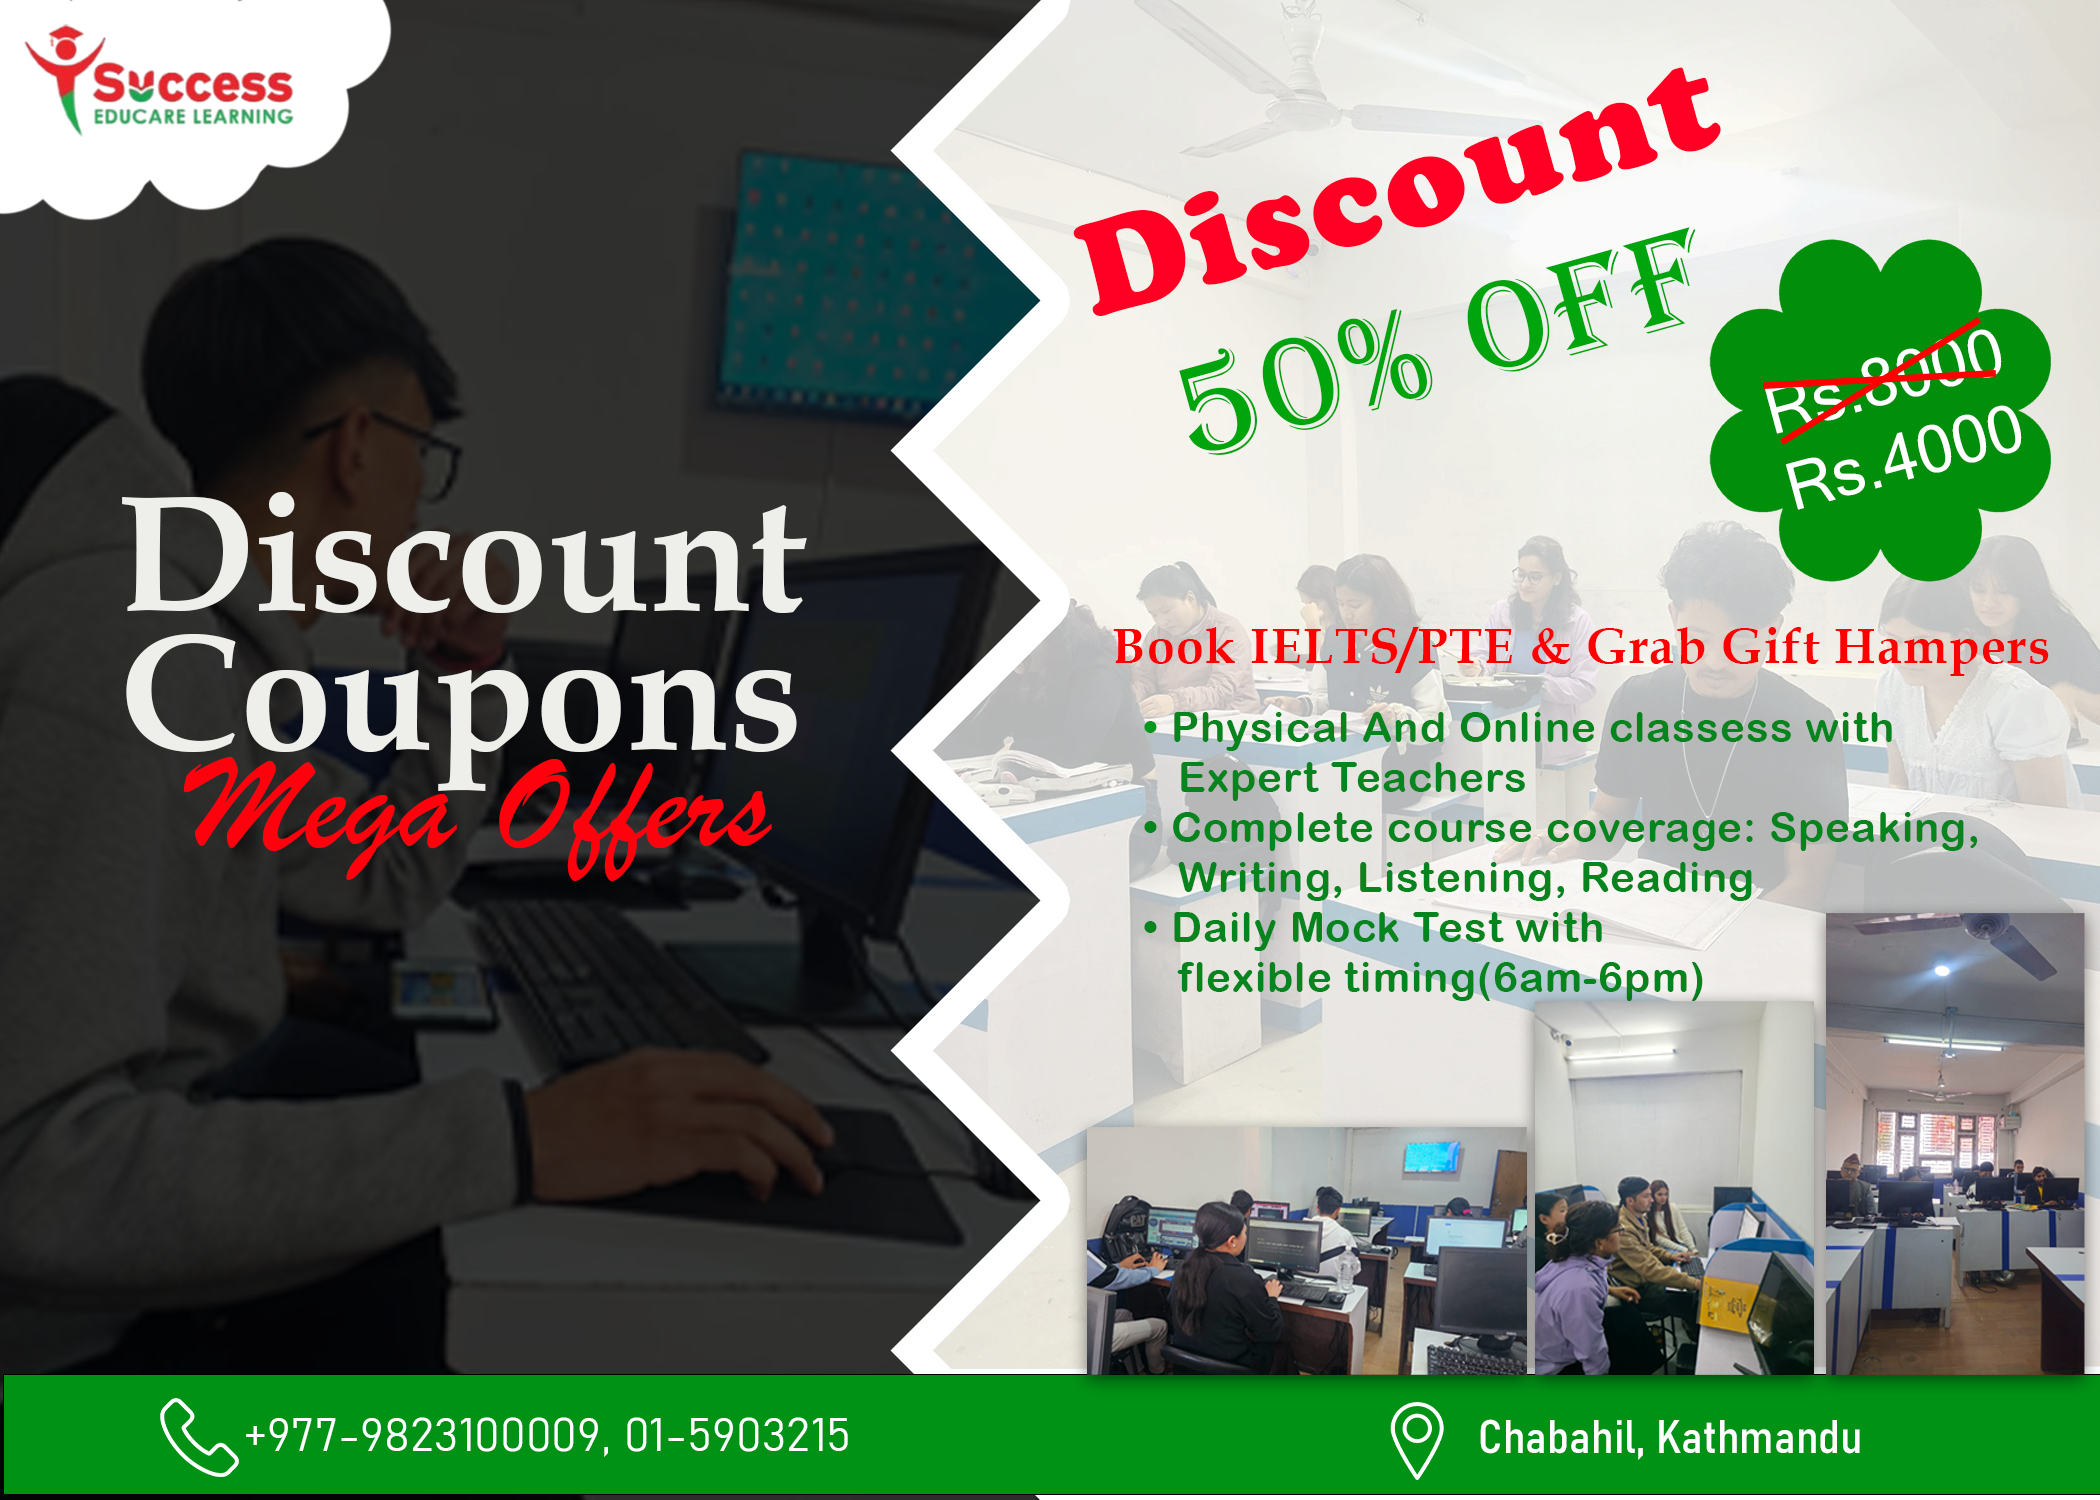 Success
EDUCARE LEARNING
Discount
Coupons
Mega Offers
Discount
50% OFF
Rs.8000
Rs.4000
Book IELTS/PTE & Grab Gift Hampers
• Physical And Online classess with
Expert Teachers
• Complete course coverage: Speaking,
Writing, Listening, Reading
• Daily Mock Test with
flexible timing(6am-6pm)
+977-9823100009, 01-5903215
Chabahil, Kathmandu